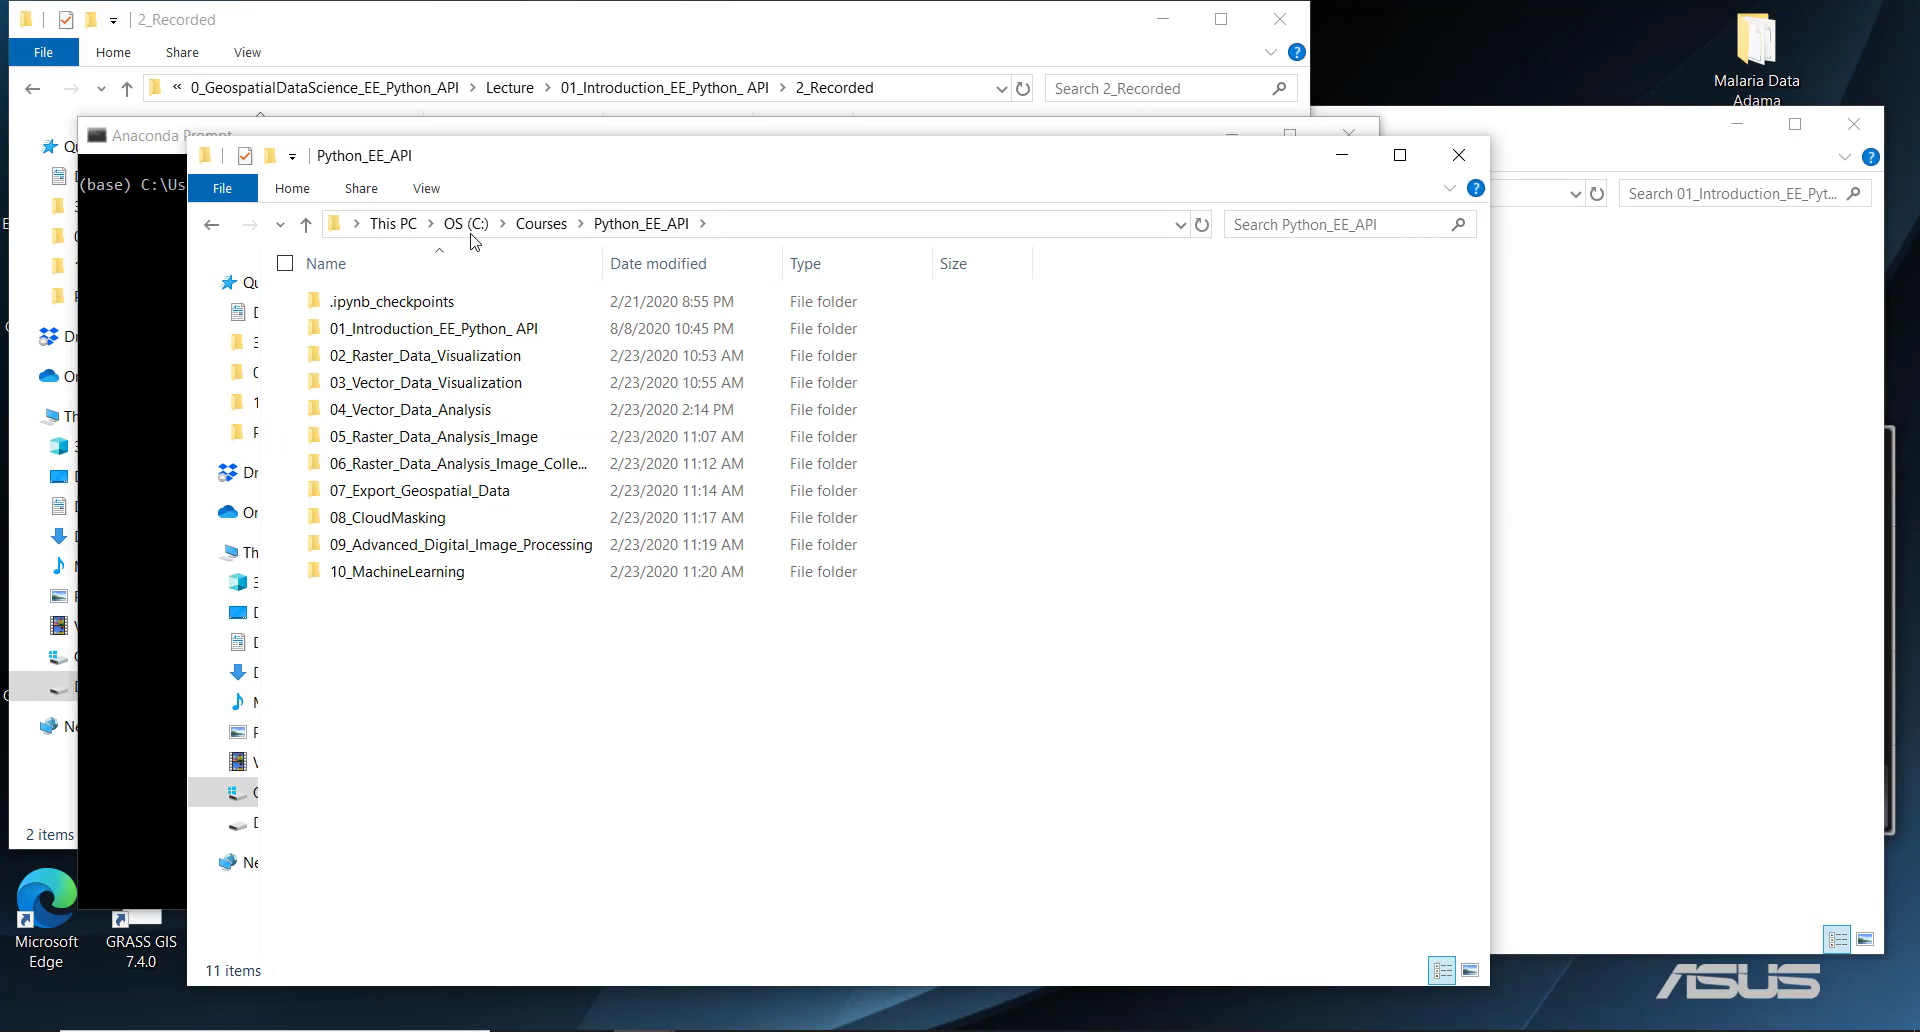 2_Recorded
File Home Share View
« 0_GeospatialDataScience_EE_Python_API > Lecture > 01_Introduction_EE_Python_ API > 2_Recorded
Search 2_Recorded
Malaria Data
Adama
Anaconda Prompt
(base) C:\Us
Search 01_Introduction_EE_Pyt...
2 items
Python_EE_API
File Home Share View
> This PC > OS (C:) > Courses > Python_EE_API >
Search Python_EE_API
Name Date modified Type Size
.ipynb_checkpoints 2/21/2020 8:55 PM File folder
01_Introduction_EE_Python_ API 8/8/2020 10:45 PM File folder
02_Raster_Data_Visualization 2/23/2020 10:53 AM File folder
03_Vector_Data_Visualization 2/23/2020 10:55 AM File folder
04_Vector_Data_Analysis 2/23/2020 2:14 PM File folder
05_Raster_Data_Analysis_Image 2/23/2020 11:07 AM File folder
06_Raster_Data_Analysis_Image_Colle... 2/23/2020 11:12 AM File folder
07_Export_Geospatial_Data 2/23/2020 11:14 AM File folder
08_CloudMasking 2/23/2020 11:17 AM File folder
09_Advanced_Digital_Image_Processing 2/23/2020 11:19 AM File folder
10_MachineLearning 2/23/2020 11:20 AM File folder
11 items
Microsoft
Edge
GRASS GIS
7.4.0
ASUS